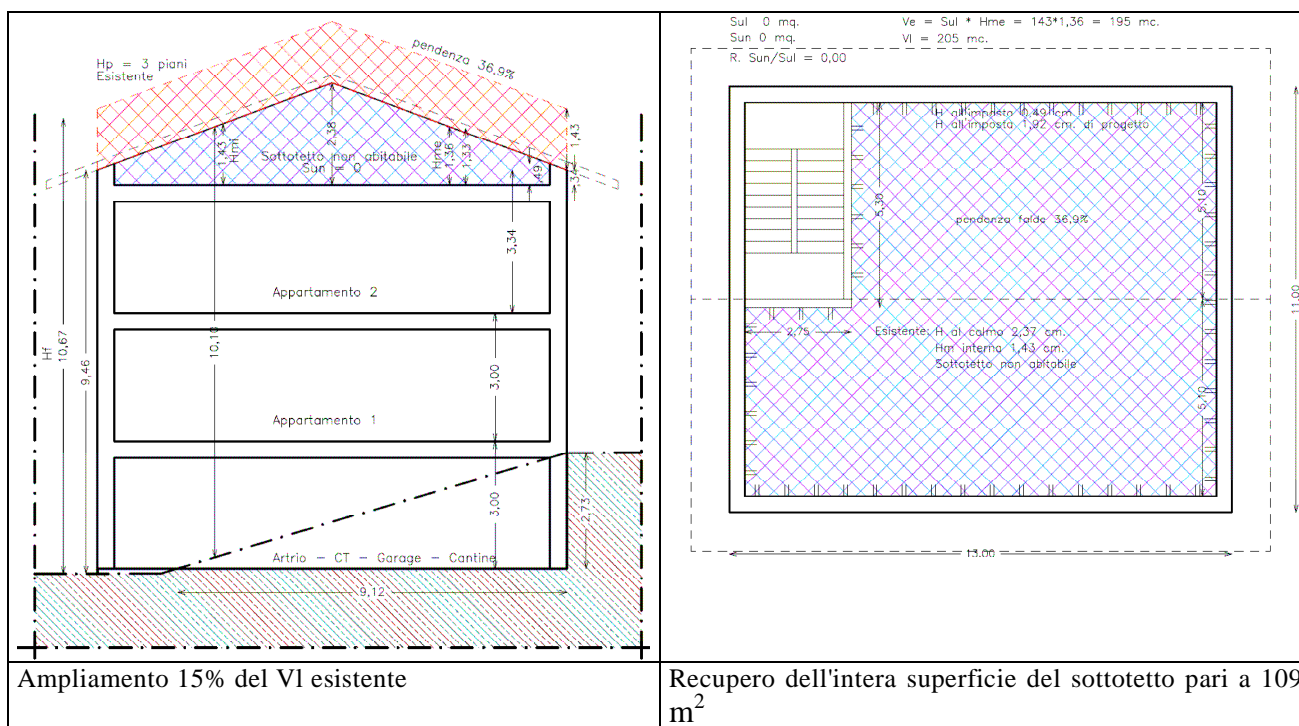 Hp = 3 piani
Esistente
pendenza 36,9%
1,43
2,38
1,43
Hmi
Hme
1,36
1,33
,49
,34
Sottotetto non abitabile
Sun = 0
3,34
Appartamento 2
Hf
10,67
9,46
10,10
3,00
Appartamento 1
3,00
2,73
Artrio – CT – Garage – Cantine
9,12
Ampliamento 15% del Vl esistente
Sul 0 mq.
Ve = Sul * Hme = 143*1,36 = 195 mc.
Sun 0 mq.
Vl = 205 mc.
R. Sun/Sul = 0,00
H all'imposta 0,49 cm.
H all'imposta 1,92 cm. di progetto
5,30
5,10
pendenza falde 36,9%
11.00
2,75
Esistente: H al colmo 2,37 cm.
Hm interna 1,43 cm.
Sottotetto non abitabile
5,10
13.00
Recupero dell'intera superficie del sottotetto pari a 109
m²